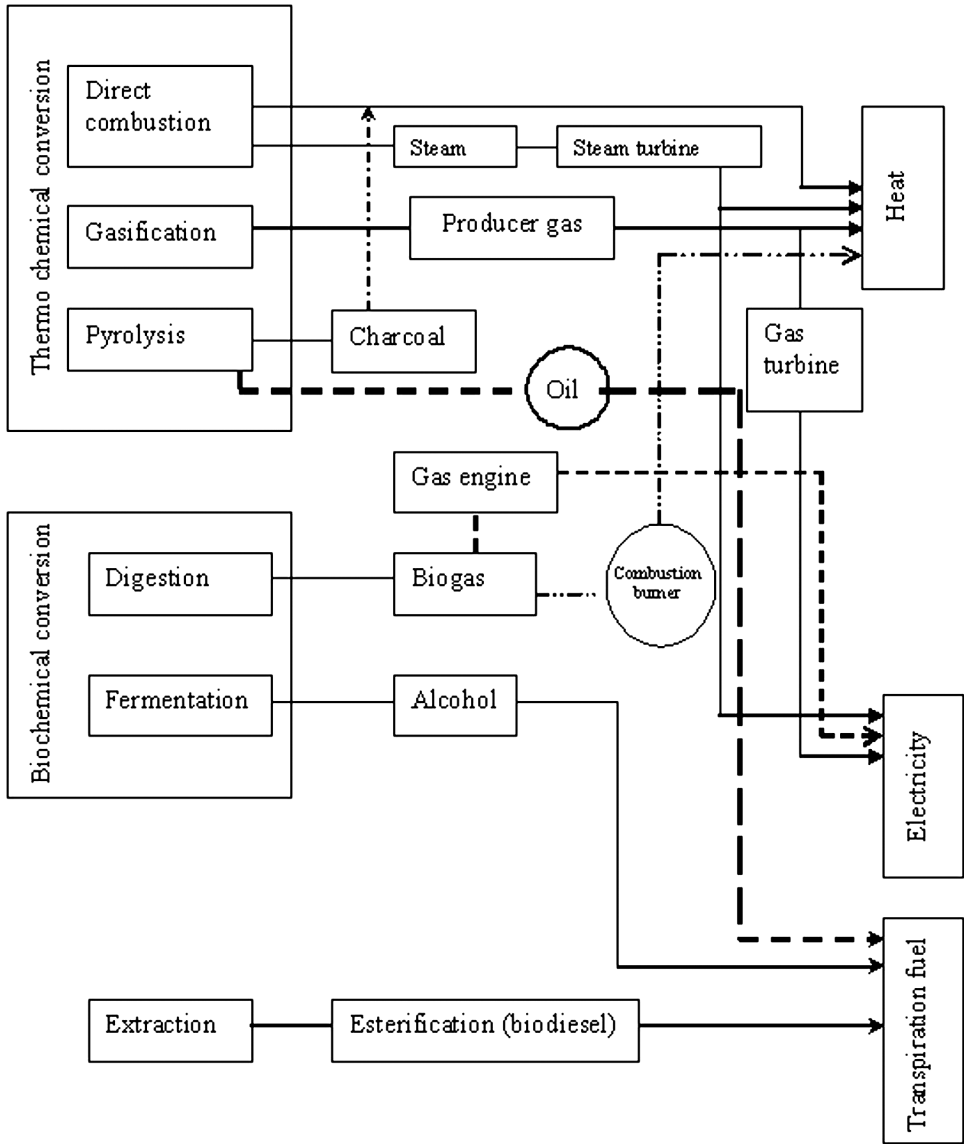 Thermo chemical conversion
Direct
combustion
Steam
Steam turbine
Heat
Gasification
Producer gas
Pyrolysis
Charcoal
Gas
turbine
Oil
Gas engine
Biochemical conversion
Digestion
Biogas
Combustion
burner
Fermentation
Alcohol
Electricity
Extraction
Esterification (biodiesel)
Transpiration fuel